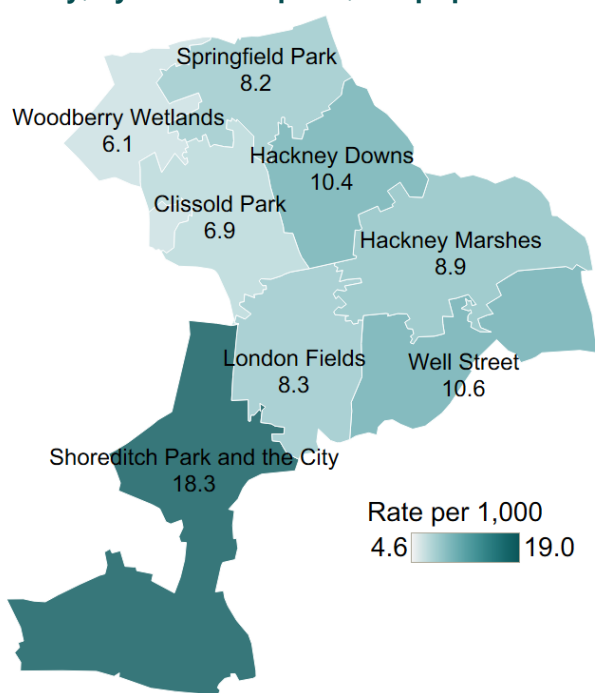 Springfield Park
8.2
Woodberry Wetlands
6.1
Hackney Downs
10.4
Clissold Park
6.9
Hackney Marshes
8.9
London Fields
8.3
Well Street
10.6
Shoreditch Park and the City
18.3
Rate per 1,000
4.6 19.0